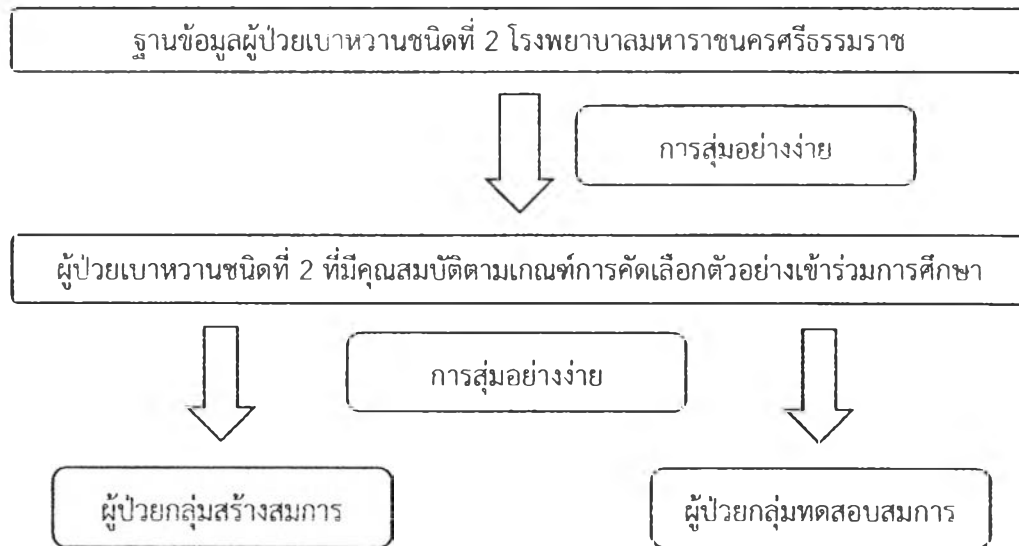 ฐานข้อมูลผู้ป่วยเบาหวานชนิดที่ 2 โรงพยาบาลมหาราชนครศรีธรรมราช
การสุ่มอย่างง่าย
ผู้ป่วยเบาหวานชนิดที่ 2 ที่มีคุณสมบัติตามเกณฑ์การคัดเลือกตัวอย่างเข้าร่วมการศึกษา
การสุ่มอย่างง่าย
ผู้ป่วยกลุ่มสร้างสมการ
ผู้ป่วยกลุ่มทดสอบสมการ